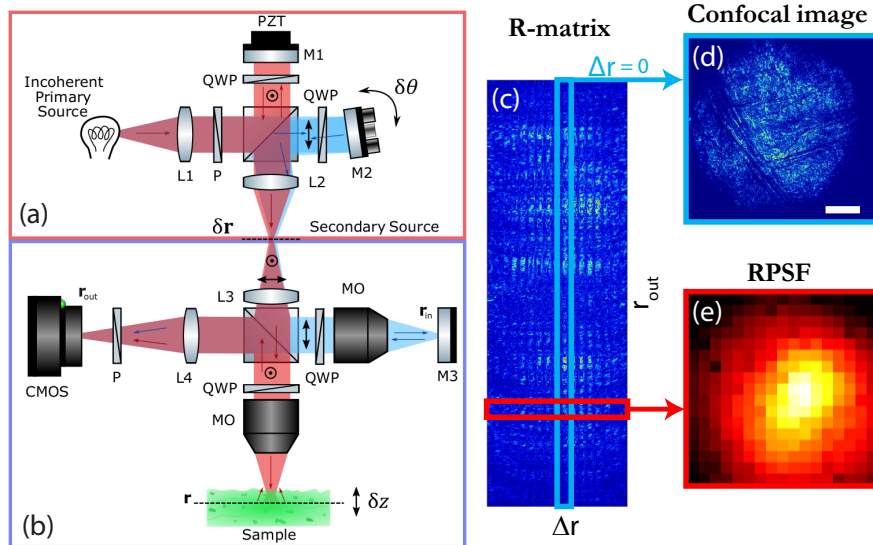 PZT
M1
QWP
Incoherent
Primary
Source
QWP
δθ
L1
P
L2
M2
(a)
δr
Secondary Source
r_out
L3
MO
r_in
P
L4
CMOS
QWP
QWP
M3
MO
r
δz
(b)
Sample
R-matrix
Confocal image
Δr = 0
(c)
(d)
r_out
RPSF
(e)
Δr